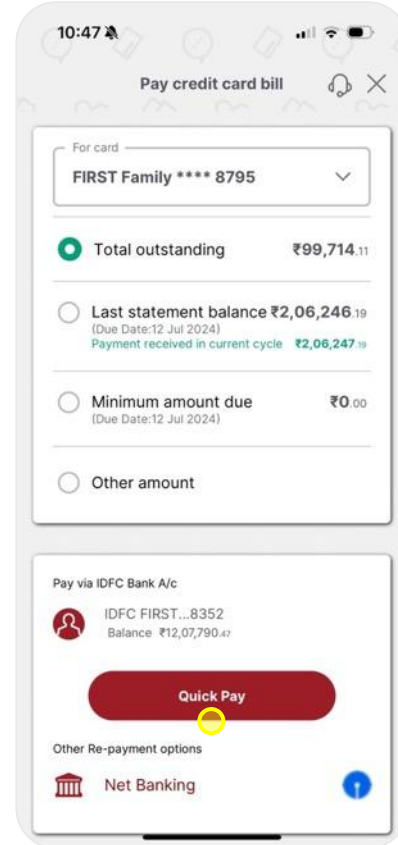 10:47
Pay credit card bill
For card
FIRST Family **** 8795
Total outstanding ₹99,714.11
Last statement balance ₹2,06,246.19
(Due Date:12 Jul 2024)
Payment received in current cycle ₹2,06,247.19
Minimum amount due ₹0.00
(Due Date:12 Jul 2024)
Other amount
Pay via IDFC Bank A/c
IDFC FIRST...8352
Balance ₹12,07,790.47
Quick Pay
Other Re-payment options
Net Banking